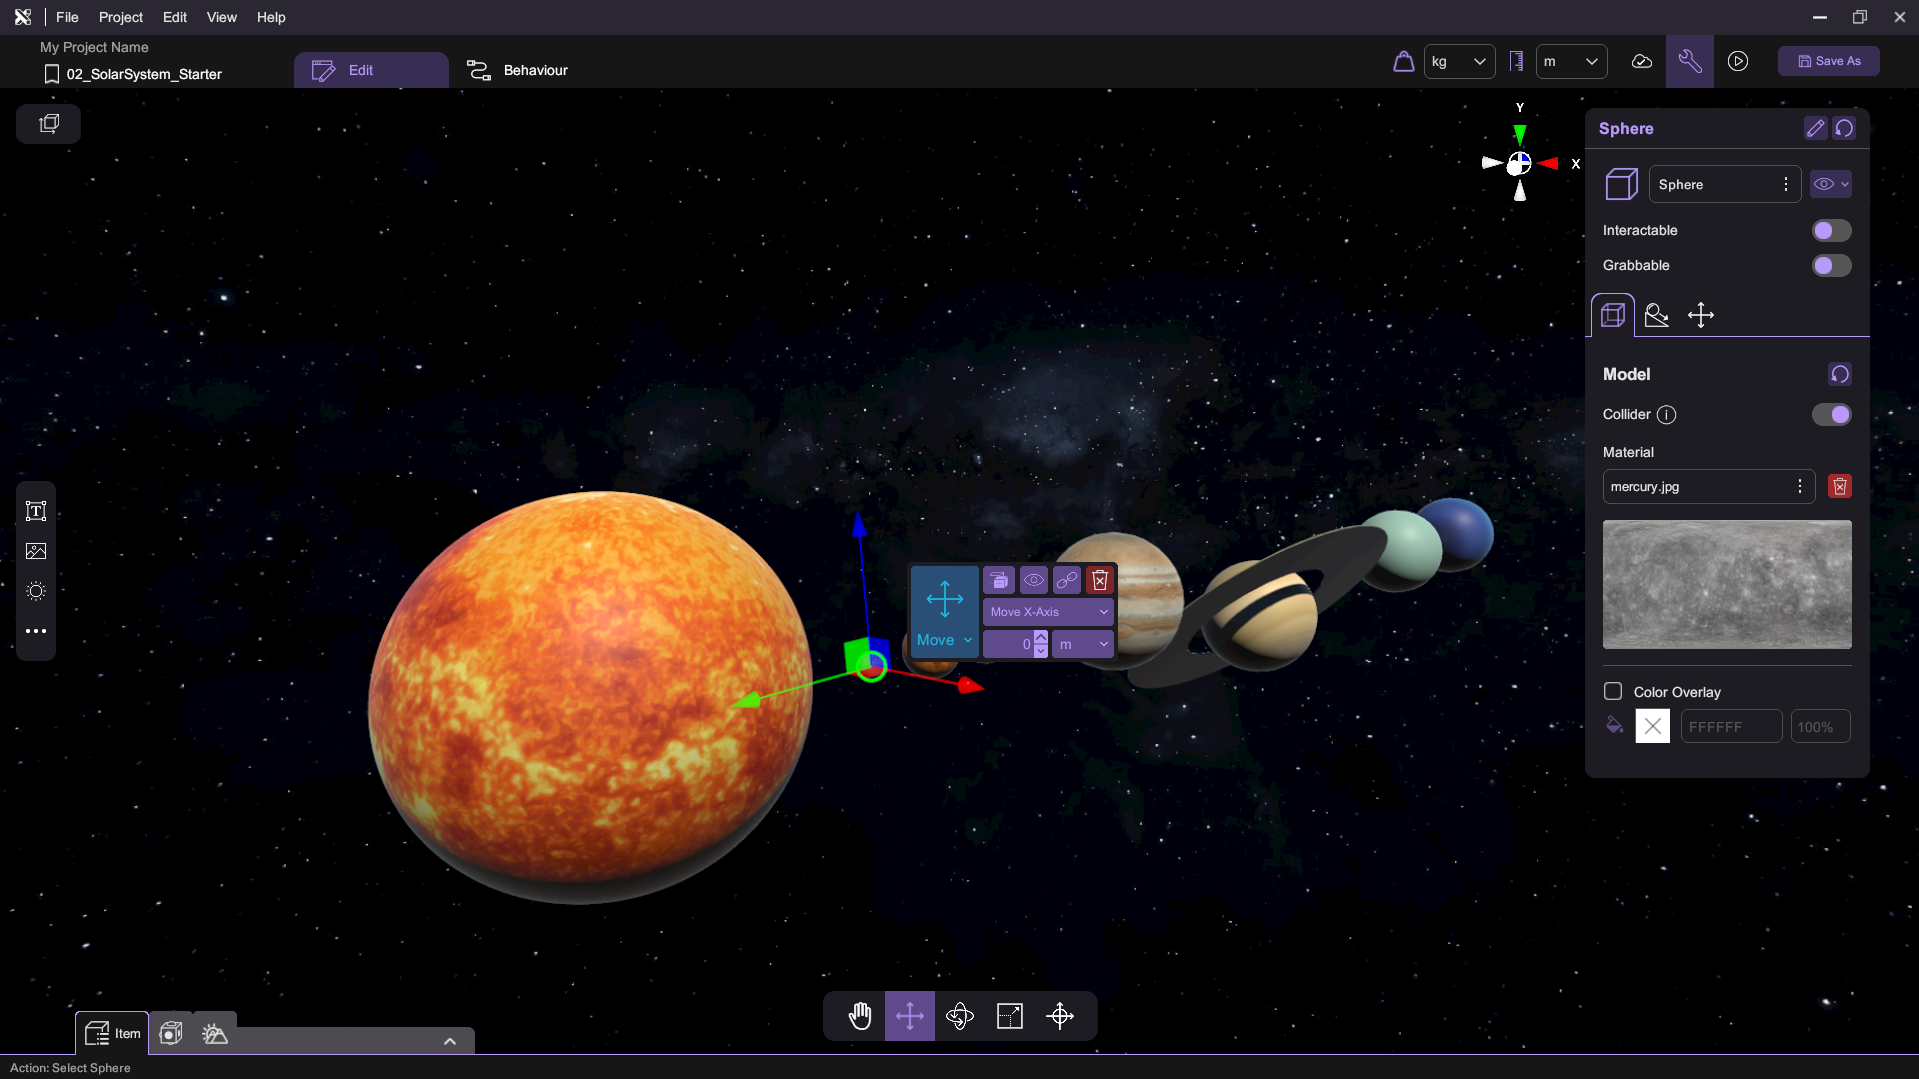 File Project Edit View Help
My Project Name
02_SolarSystem_Starter
Edit
Behaviour
kg
m
Save As
Y
X
Sphere
Sphere
Interactable
Grabbable
Model
Collider i
Material
mercury.jpg
Color Overlay
FFFFFF 100%
T
Move X-Axis
Move
0 m
Item
Action: Select Sphere